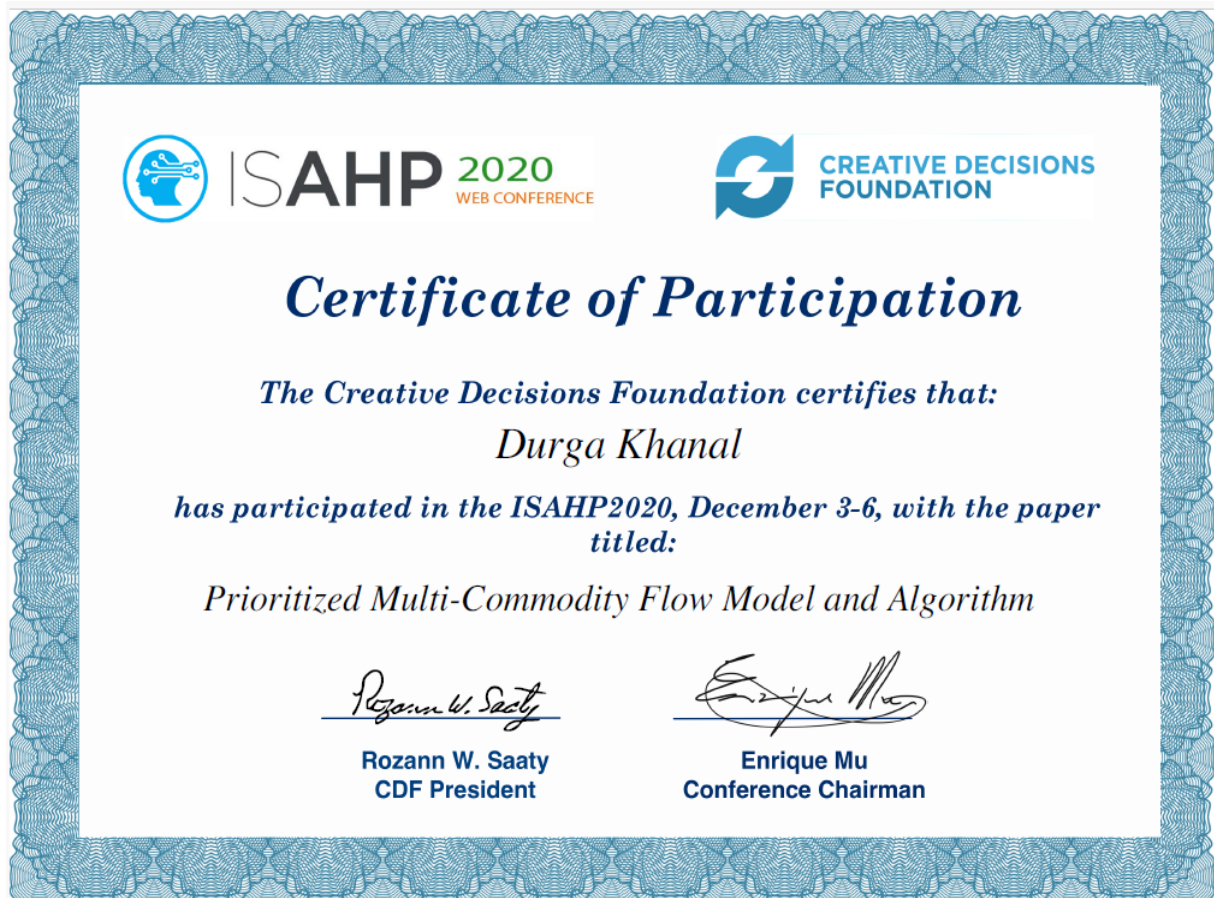 ISAHP 2020
WEB CONFERENCE
CREATIVE DECISIONS
FOUNDATION
Certificate of Participation
The Creative Decisions Foundation certifies that:
Durga Khanal
has participated in the ISAHP2020, December 3-6, with the paper
titled:
Prioritized Multi-Commodity Flow Model and Algorithm
Rozann W. Saaty
Rozann W. Saaty
CDF President
Enrique Mu
Enrique Mu
Conference Chairman